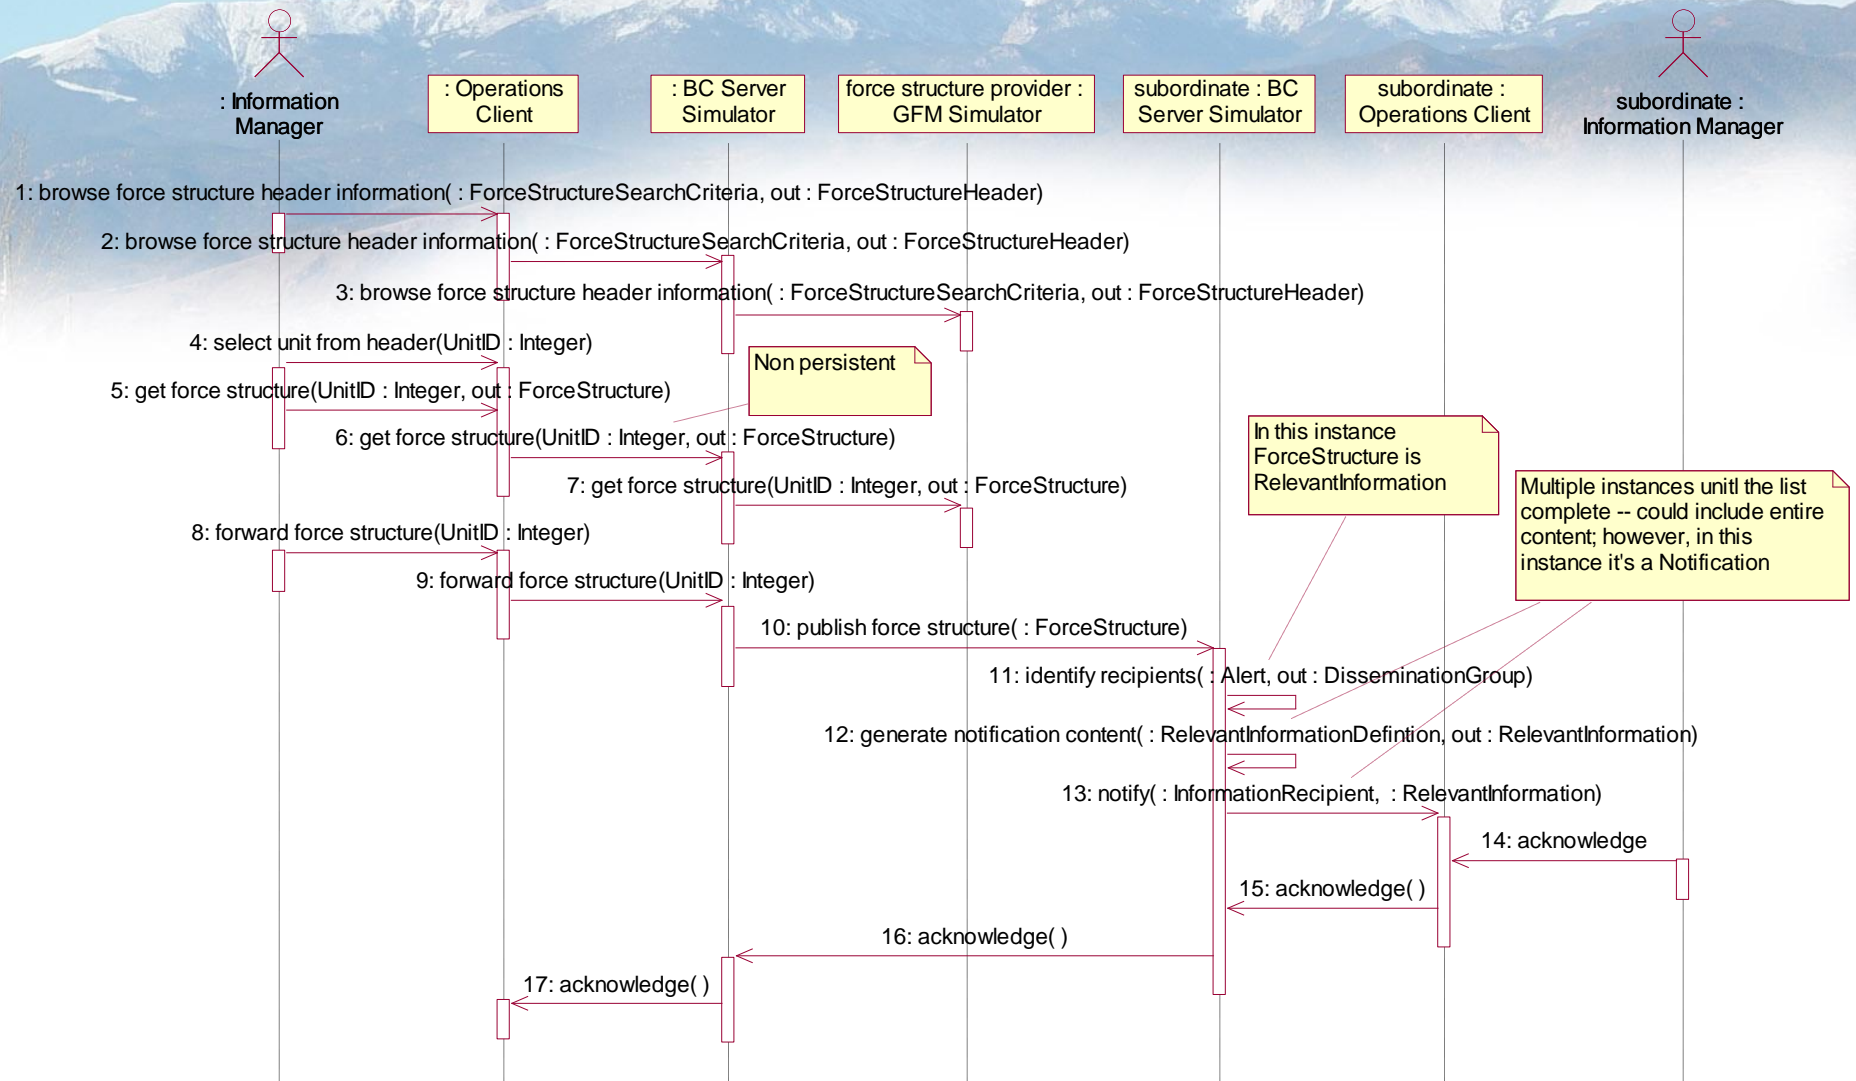 : Information
Manager
: Operations
Client
: BC Server
Simulator
force structure provider :
GFM Simulator
subordinate : BC
Server Simulator
subordinate :
Operations Client
subordinate :
Information Manager
1: browse force structure header information( : ForceStructureSearchCriteria, out : ForceStructureHeader)
2: browse force structure header information( : ForceStructureSearchCriteria, out : ForceStructureHeader)
3: browse force structure header information( : ForceStructureSearchCriteria, out : ForceStructureHeader)
4: select unit from header(UnitID : Integer)
Non persistent
5: get force structure(UnitID : Integer, out : ForceStructure)
6: get force structure(UnitID : Integer, out : ForceStructure)
In this instance
ForceStructure is
RelevantInformation
7: get force structure(UnitID : Integer, out : ForceStructure)
Multiple instances unitl the list
complete -- could include entire
content; however, in this
instance it's a Notification
8: forward force structure(UnitID : Integer)
9: forward force structure(UnitID : Integer)
10: publish force structure( : ForceStructure)
11: identify recipients( : Alert, out : DisseminationGroup)
12: generate notification content( : RelevantInformationDefintion, out : RelevantInformation)
13: notify( : InformationRecipient,  : RelevantInformation)
14: acknowledge
15: acknowledge( )
16: acknowledge( )
17: acknowledge( )